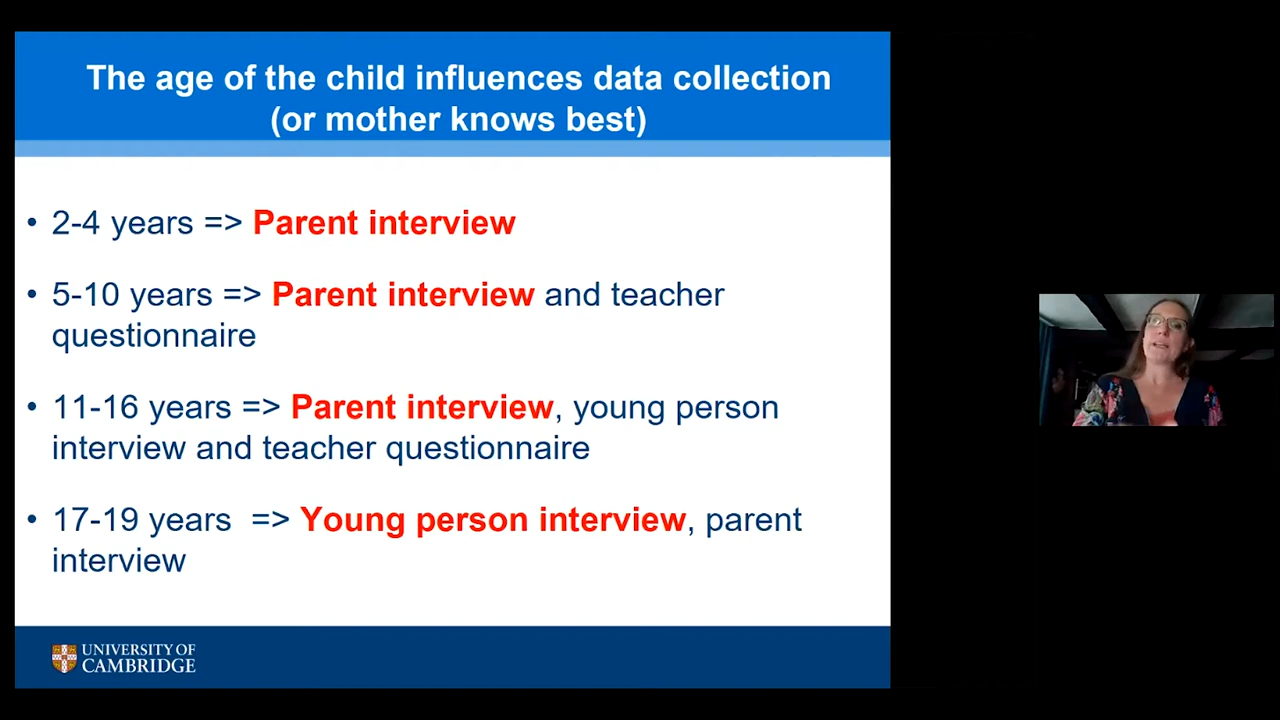 The age of the child influences data collection
(or mother knows best)
• 2-4 years => Parent interview
• 5-10 years => Parent interview and teacher
questionnaire
• 11-16 years => Parent interview, young person
interview and teacher questionnaire
• 17-19 years => Young person interview, parent
interview
UNIVERSITY OF
CAMBRIDGE